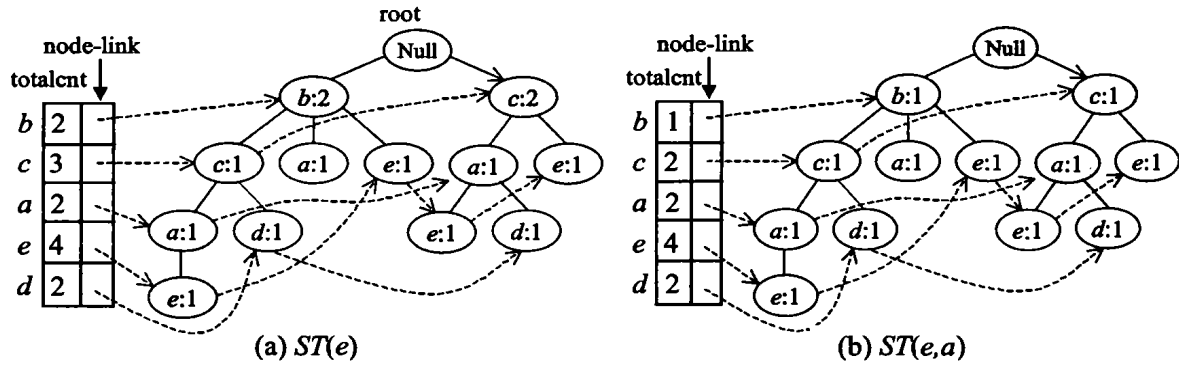 root
node-link
totalcnt
Null
b:2
c:2
b 2
c 3
c:1
a:1
e:1
a:1
e:1
a 2
a:1
d:1
e:1
d:1
e 4
d 2
e:1
(a) ST(e)
node-link
totalcnt
Null
b:1
c:1
b 1
c 2
c:1
a:1
e:1
a:1
e:1
a 2
a:1
d:1
e:1
d:1
e 4
d 2
e:1
(b) ST(e,a)